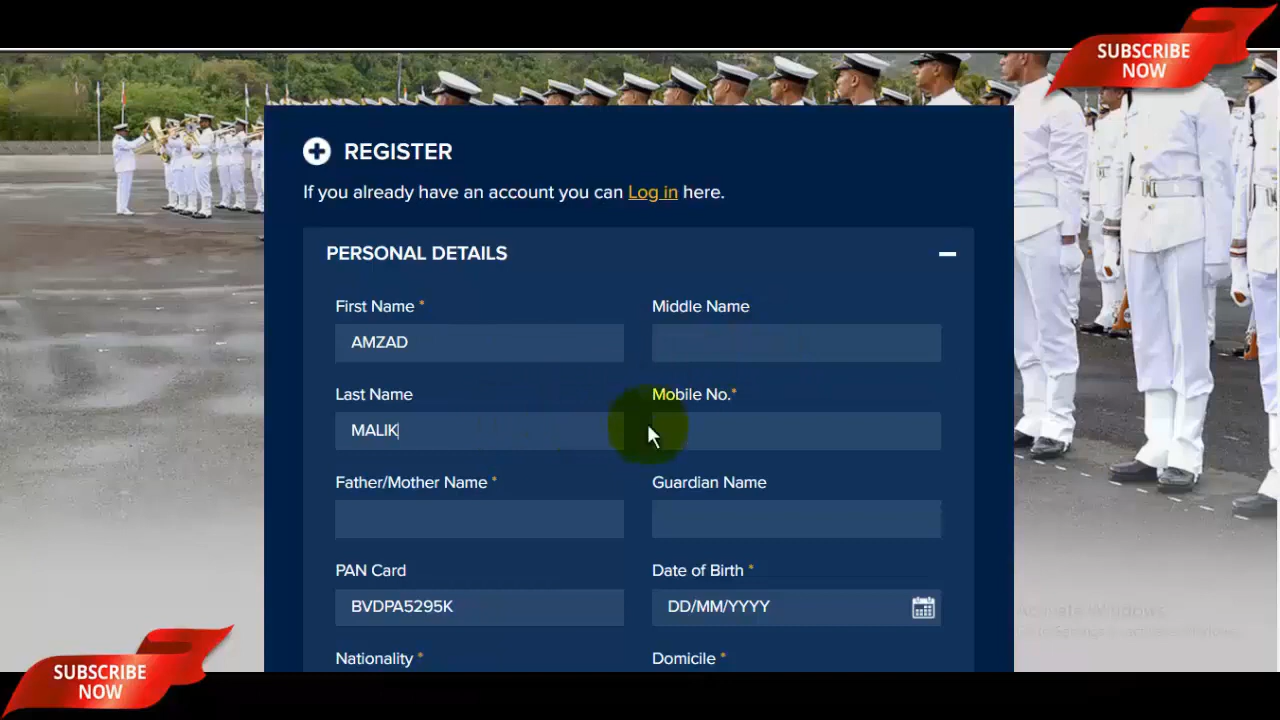 SUBSCRIBE
NOW
REGISTER
If you already have an account you can Log in here.
PERSONAL DETAILS
First Name *
Middle Name
AMZAD
Last Name
Mobile No.*
MALIK
Father/Mother Name *
Guardian Name
PAN Card
Date of Birth *
BVDPA5295K
DD/MM/YYYY
Activate Windows
Nationality *
Domicile *
SUBSCRIBE
NOW